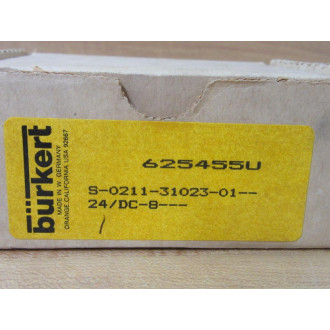 bürkert
MADE IN W. GERMANY
ORANGE, CALIFORNIA USA 92667
625455U
S-0211-31023-01--
24/DC-8---
/